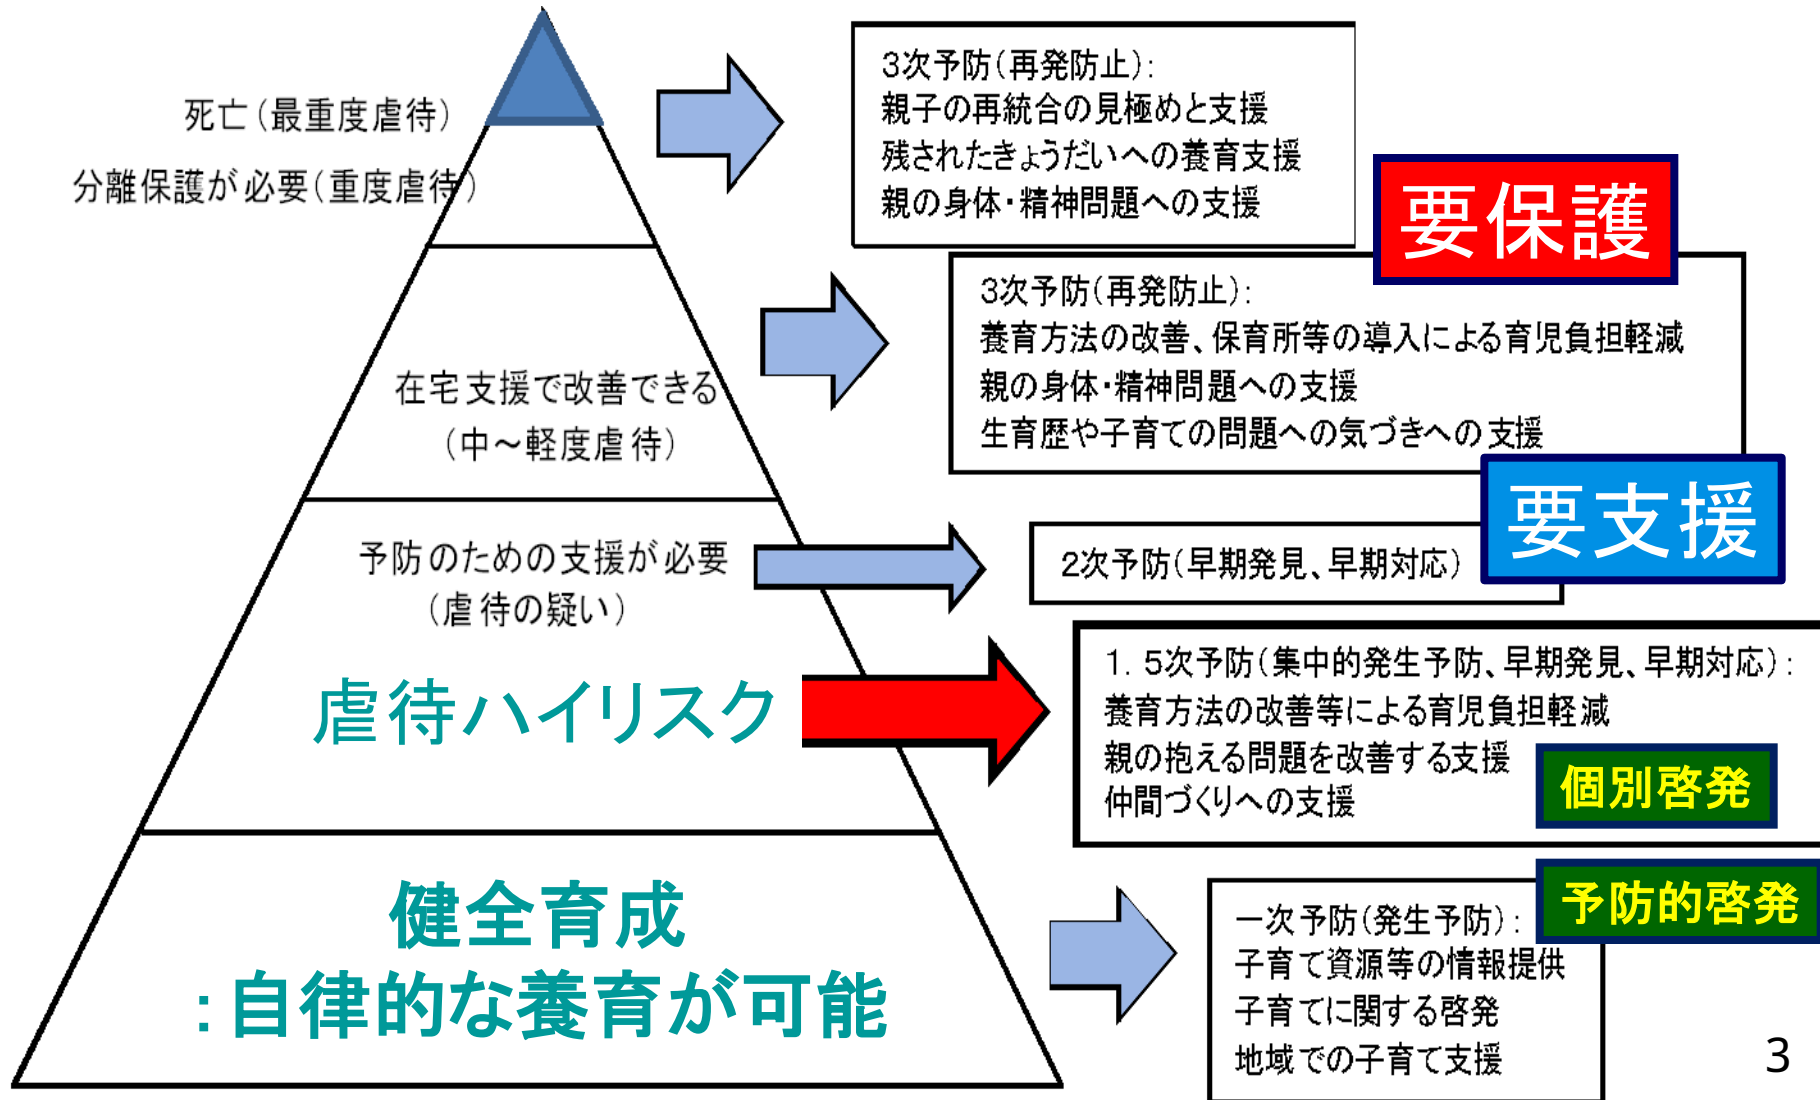 死亡(最重度虐待)
分離保護が必要(重度虐待)
3次予防(再発防止):
親子の再統合の見極めと支援
残されたきょうだいへの養育支援
親の身体・精神問題への支援
要保護
在宅支援で改善できる
(中～軽度虐待)
3次予防(再発防止):
養育方法の改善、保育所等の導入による育児負担軽減
親の身体・精神問題への支援
生育歴や子育ての問題への気づきへの支援
要支援
予防のための支援が必要
(虐待の疑い)
2次予防(早期発見、早期対応)
虐待ハイリスク
1.5次予防(集中的発生予防、早期発見、早期対応):
養育方法の改善等による育児負担軽減
親の抱える問題を改善する支援
仲間づくりへの支援
個別啓発
健全育成
:自律的な養育が可能
予防的啓発
一次予防(発生予防):
子育て資源等の情報提供
子育てに関する啓発
地域での子育て支援
3